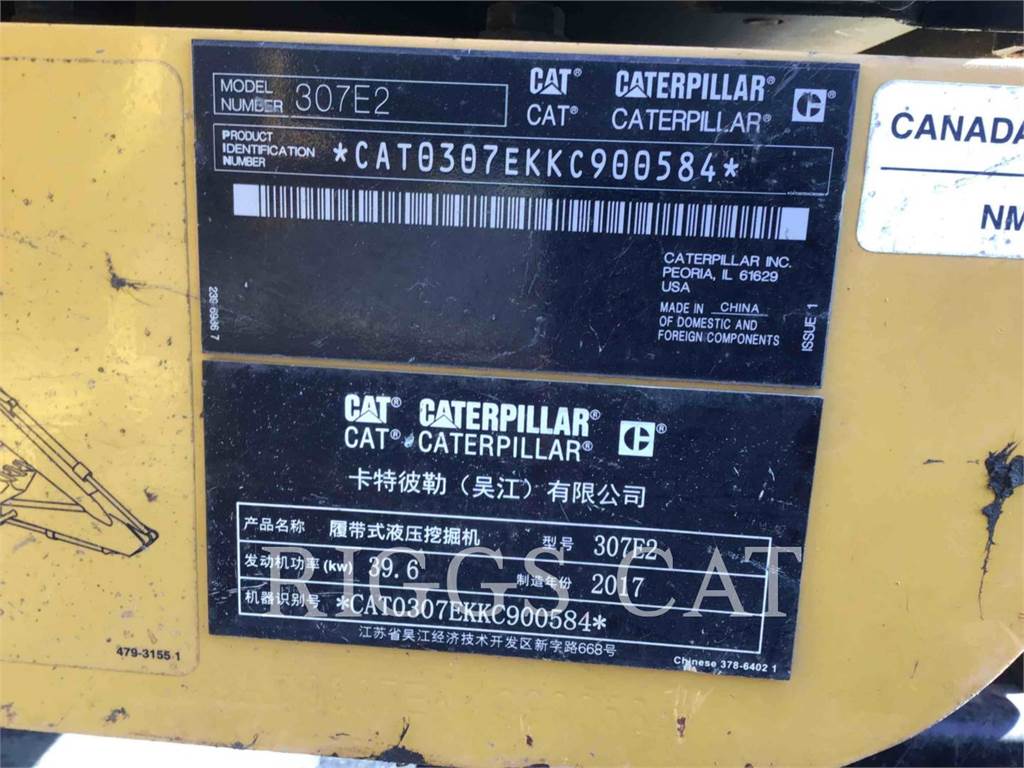 MODEL NUMBER 307E2
CAT® CATERPILLAR®
CAT® CATERPILLAR®
PRODUCT IDENTIFICATION NUMBER *CAT0307EKKC900584*
CATERPILLAR INC.
PEORIA, IL 61629
USA
MADE IN CHINA
OF DOMESTIC AND
FOREIGN COMPONENTS
ISSUE 1
CANADA
NM
CAT® CATERPILLAR®
CAT® CATERPILLAR®
卡特彼勒（吴江）有限公司
产品名称 履带式液压挖掘机 型号 307E2
发动机功率(kw) 39.6 制造年份 2017
机器识别号 *CAT0307EKKC900584*
江苏省吴江经济技术开发区新字路668号
Chinese 378-6402 1
479-3155 1
RIGGS CAT